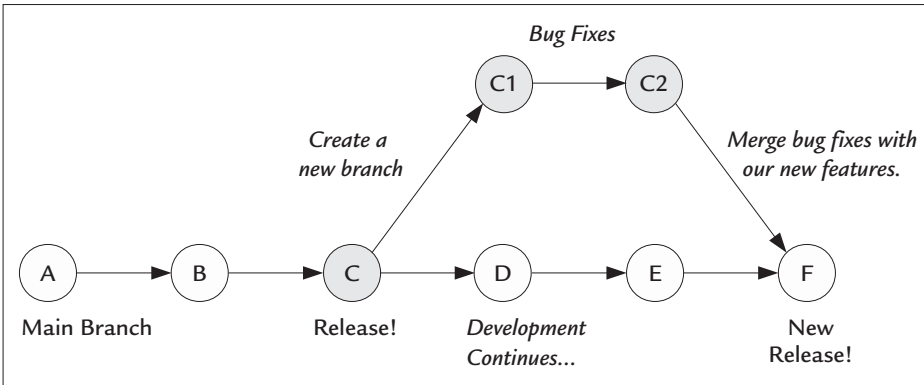 Bug Fixes
C1
C2
Create a
new branch
Merge bug fixes with
our new features.
A
B
C
D
E
F
Main Branch
Release!
Development
Continues...
New
Release!